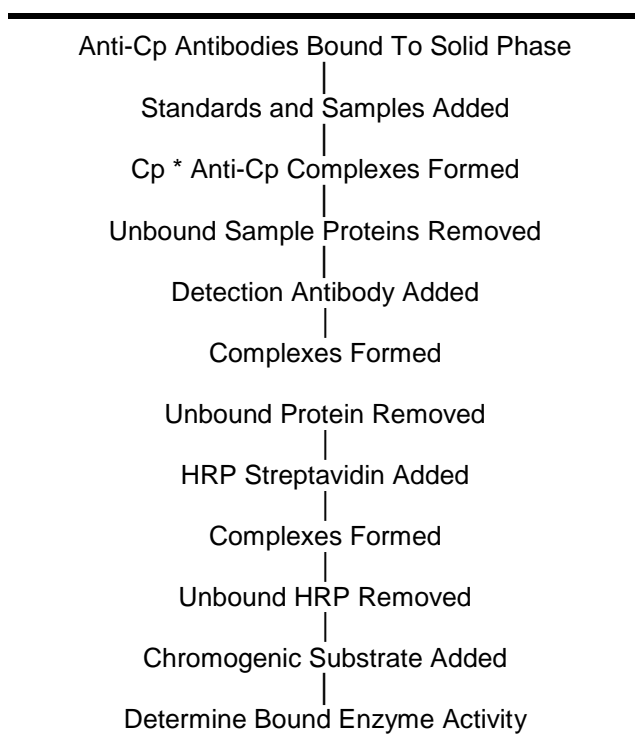 Anti-Cp Antibodies Bound To Solid Phase
Standards and Samples Added
Cp * Anti-Cp Complexes Formed
Unbound Sample Proteins Removed
Detection Antibody Added
Complexes Formed
Unbound Protein Removed
HRP Streptavidin Added
Complexes Formed
Unbound HRP Removed
Chromogenic Substrate Added
Determine Bound Enzyme Activity